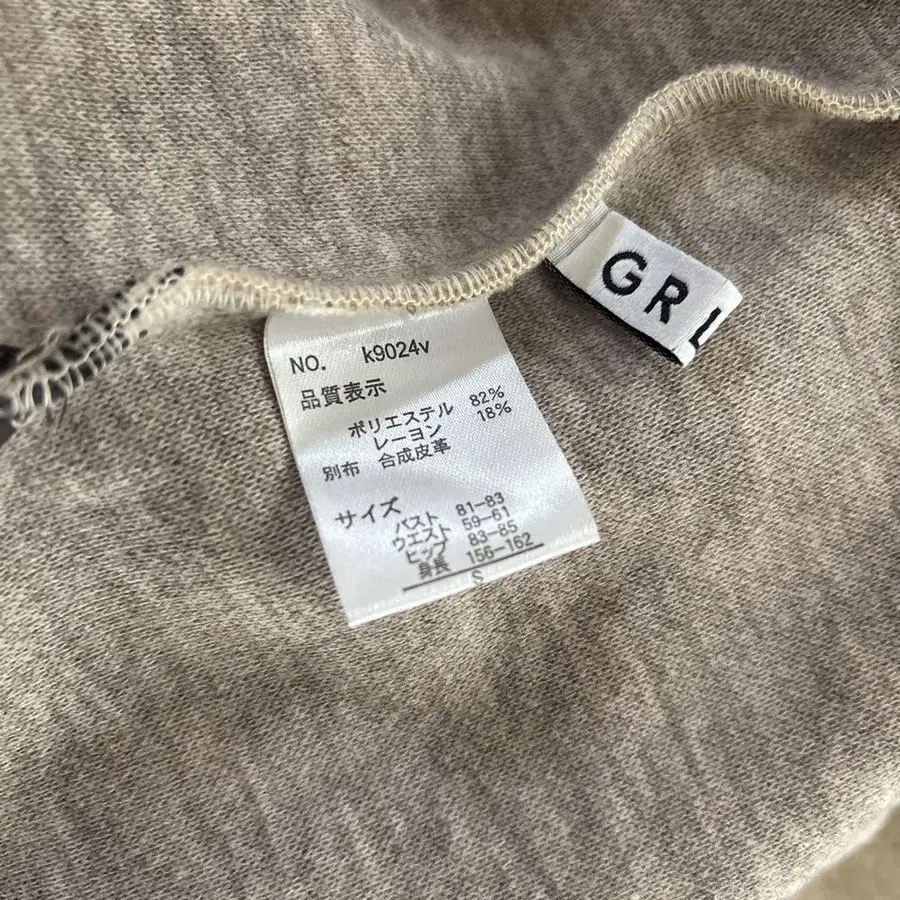 NO. k9024v
品質表示
ポリエステル 82%
レーヨン 18%
別布 合成皮革
サイズ
バスト 81-83
ウエスト 59-61
ヒップ 83-85
身長 156-162
S
GRL